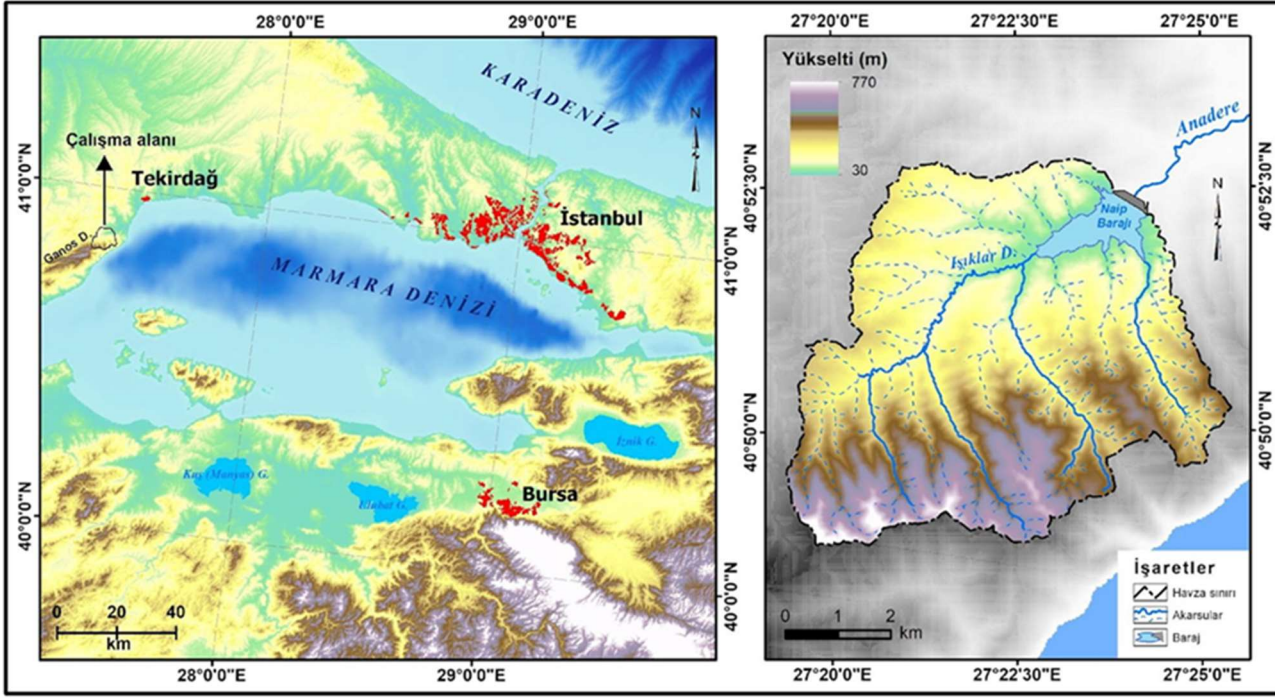 28°0'0"E
29°0'0"E
KARADENİZ
N
Çalışma alanı
41°0'0"N
Tekirdağ
İstanbul
Ganos D.
MARMARA DENİZİ
41°0'0"N
İznik G.
Kuş (Manyas) G.
Ulubat G.
Bursa
40°0'0"N
40°0'0"N
0 20 40
km
28°0'0"E
29°0'0"E
27°20'0"E
27°22'30"E
27°25'0"E
Yükselti (m)
770
30
Anadere
40°52'30"N
40°52'30"N
N
Naip
Barajı
Işıklar D.
40°50'0"N
40°50'0"N
İşaretler
Havza sınırı
Akarsular
Baraj
0 1 2
km
27°20'0"E
27°22'30"E
27°25'0"E